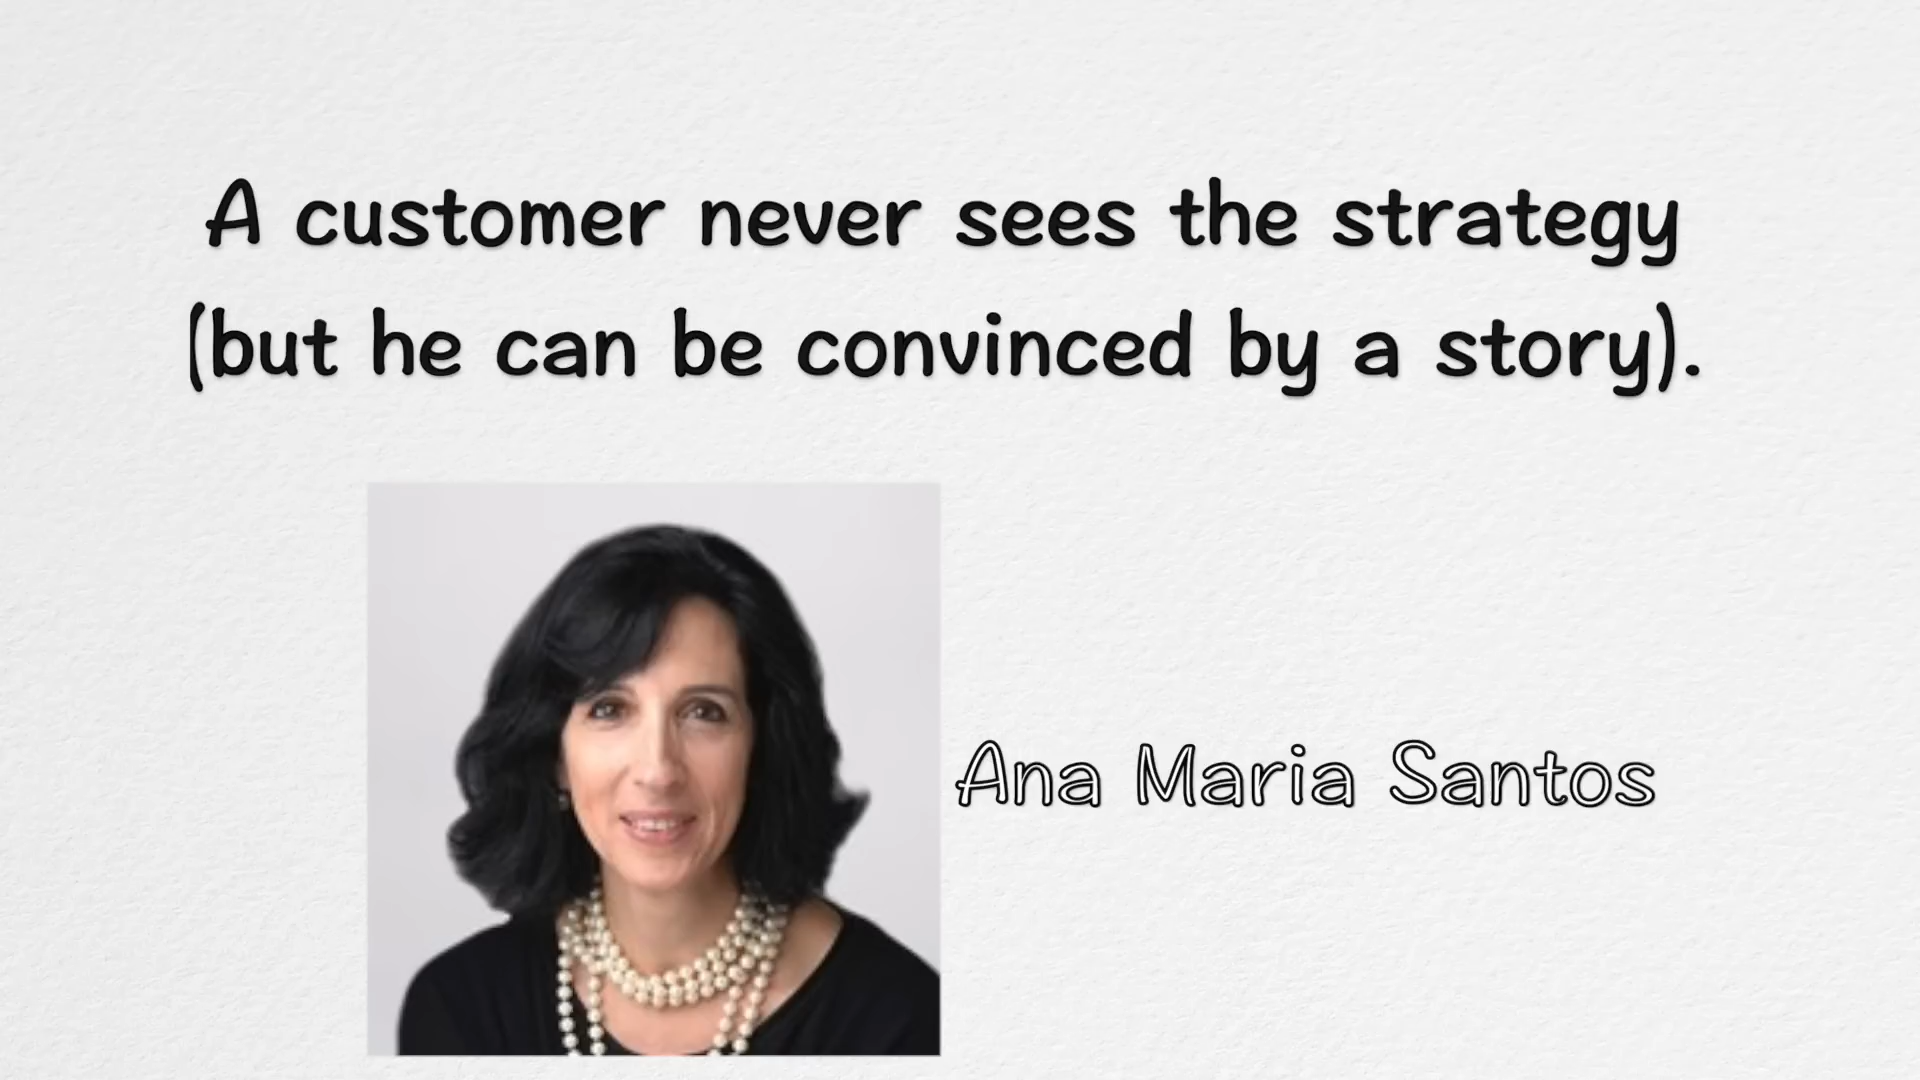 A customer never sees the strategy
(but he can be convinced by a story).
Ana Maria Santos